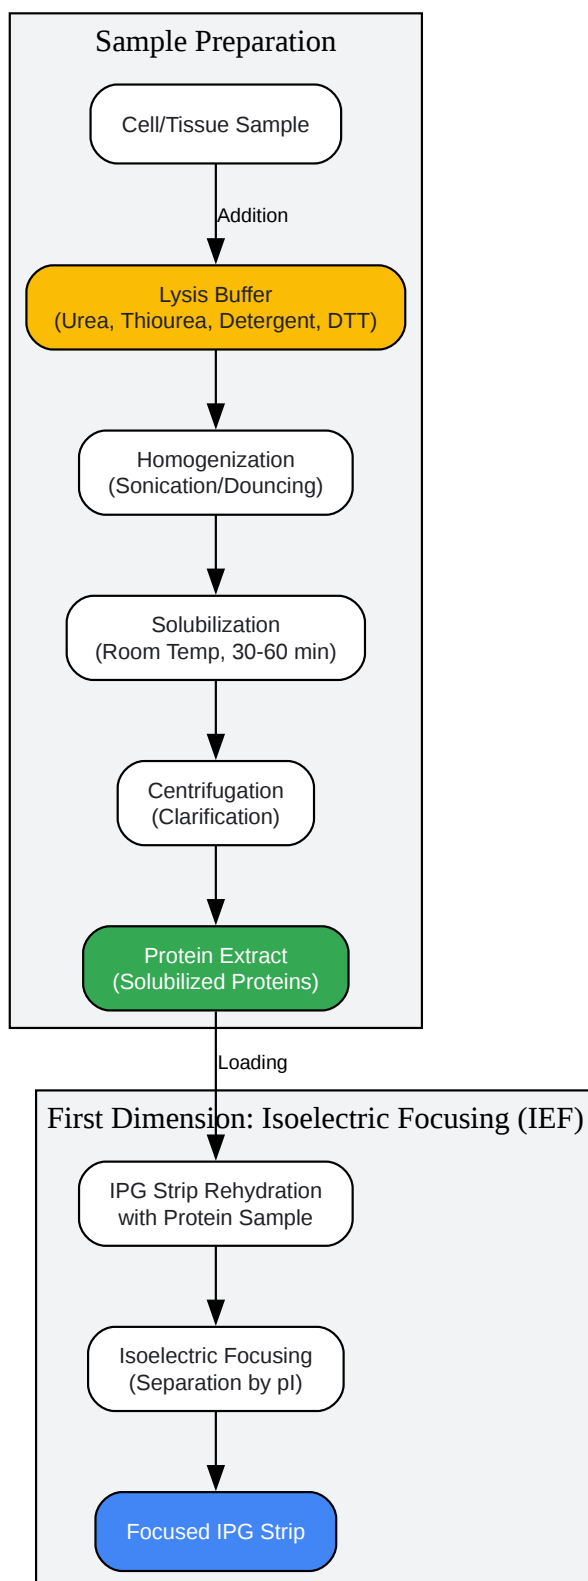 Sample Preparation
Cell/Tissue Sample
Addition
Lysis Buffer
(Urea, Thiourea, Detergent, DTT)
Homogenization
(Sonication/Douncing)
Solubilization
(Room Temp, 30-60 min)
Centrifugation
(Clarification)
Protein Extract
(Solubilized Proteins)
Loading
First Dimension: Isoelectric Focusing (IEF)
IPG Strip Rehydration
with Protein Sample
Isoelectric Focusing
(Separation by pI)
Focused IPG Strip